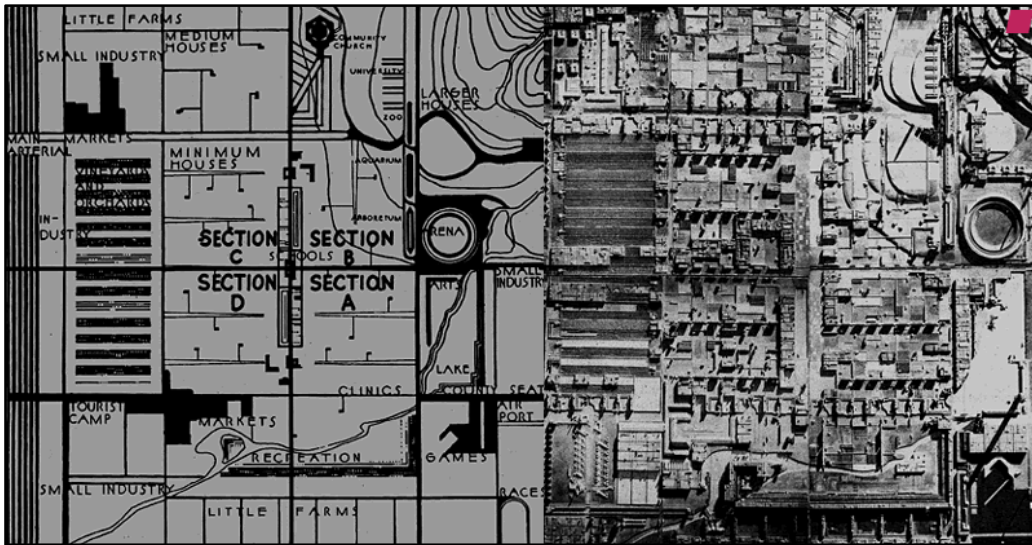 LITTLE FARMS
MEDIUM
HOUSES
COMMUNITY
CHURCH
SMALL INDUSTRY
UNIVERSITY
LARGER
HOUSES
ZOO
MAIN
ARTERIAL
MARKETS
MINIMUM
HOUSES
AQUARIUM
VINEYARDS
AND
ORCHARDS
IN-
DUSTRY
ARBORETUM
ARENA
SECTION
C
SECTION
B
SCHOOLS
SECTION
D
SECTION
A
SMALL
INDUSTRY
ARTS
LAKE
CLINICS
COUNTY SEAT
TOURIST
CAMP
MARKETS
AIR
PORT
RECREATION
GAMES
SMALL INDUSTRY
RACES
LITTLE FARMS